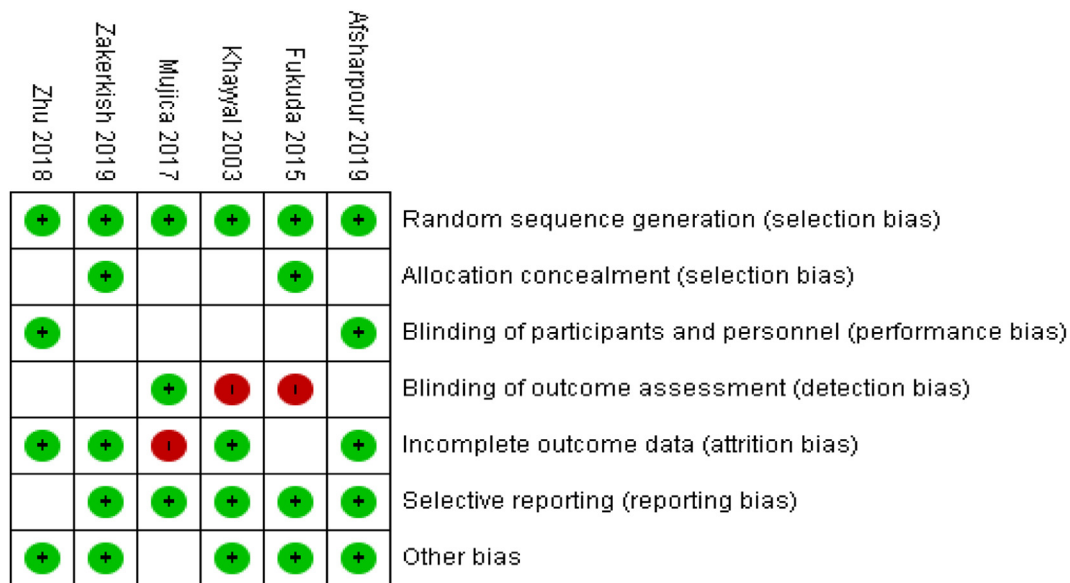 Zhu 2018
Zakerkish 2019
Mujica 2017
Khayyal 2003
Fukuda 2015
Afsharpour 2019
+ + + + + + Random sequence generation (selection bias)
+ + Allocation concealment (selection bias)
+ + Blinding of participants and personnel (performance bias)
+ - - Blinding of outcome assessment (detection bias)
+ + - + + Incomplete outcome data (attrition bias)
+ + + + + Selective reporting (reporting bias)
+ + + + + Other bias